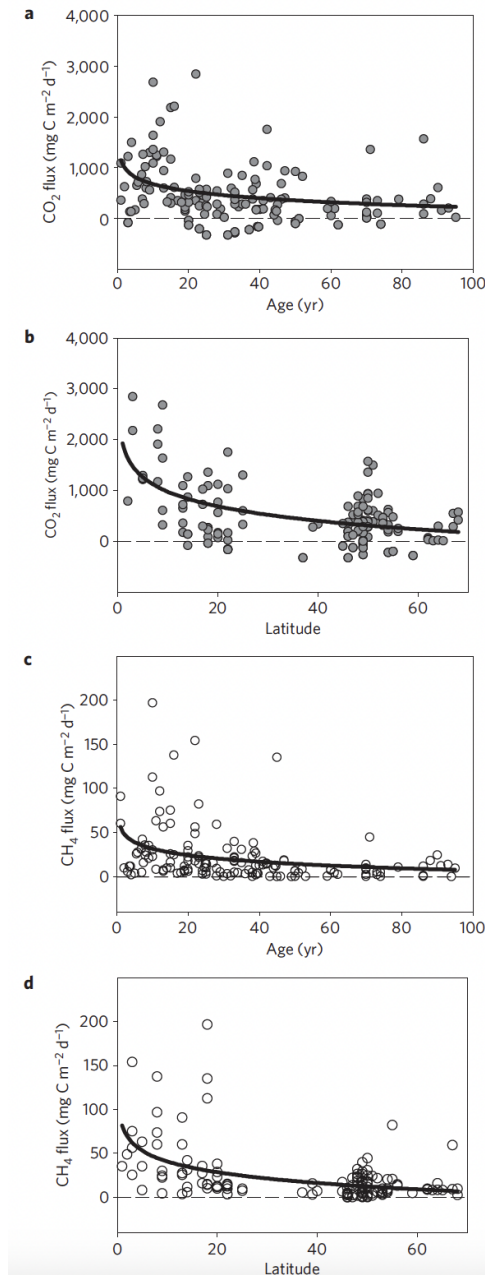 a
4,000
3,000
2,000
1,000
0
CO2 flux (mg C m−2 d−1)
0 20 40 60 80 100
Age (yr)
b
4,000
3,000
2,000
1,000
0
CO2 flux (mg C m−2 d−1)
0 20 40 60
Latitude
c
200
150
100
50
0
CH4 flux (mg C m−2 d−1)
0 20 40 60 80 100
Age (yr)
d
200
150
100
50
0
CH4 flux (mg C m−2 d−1)
0 20 40 60
Latitude